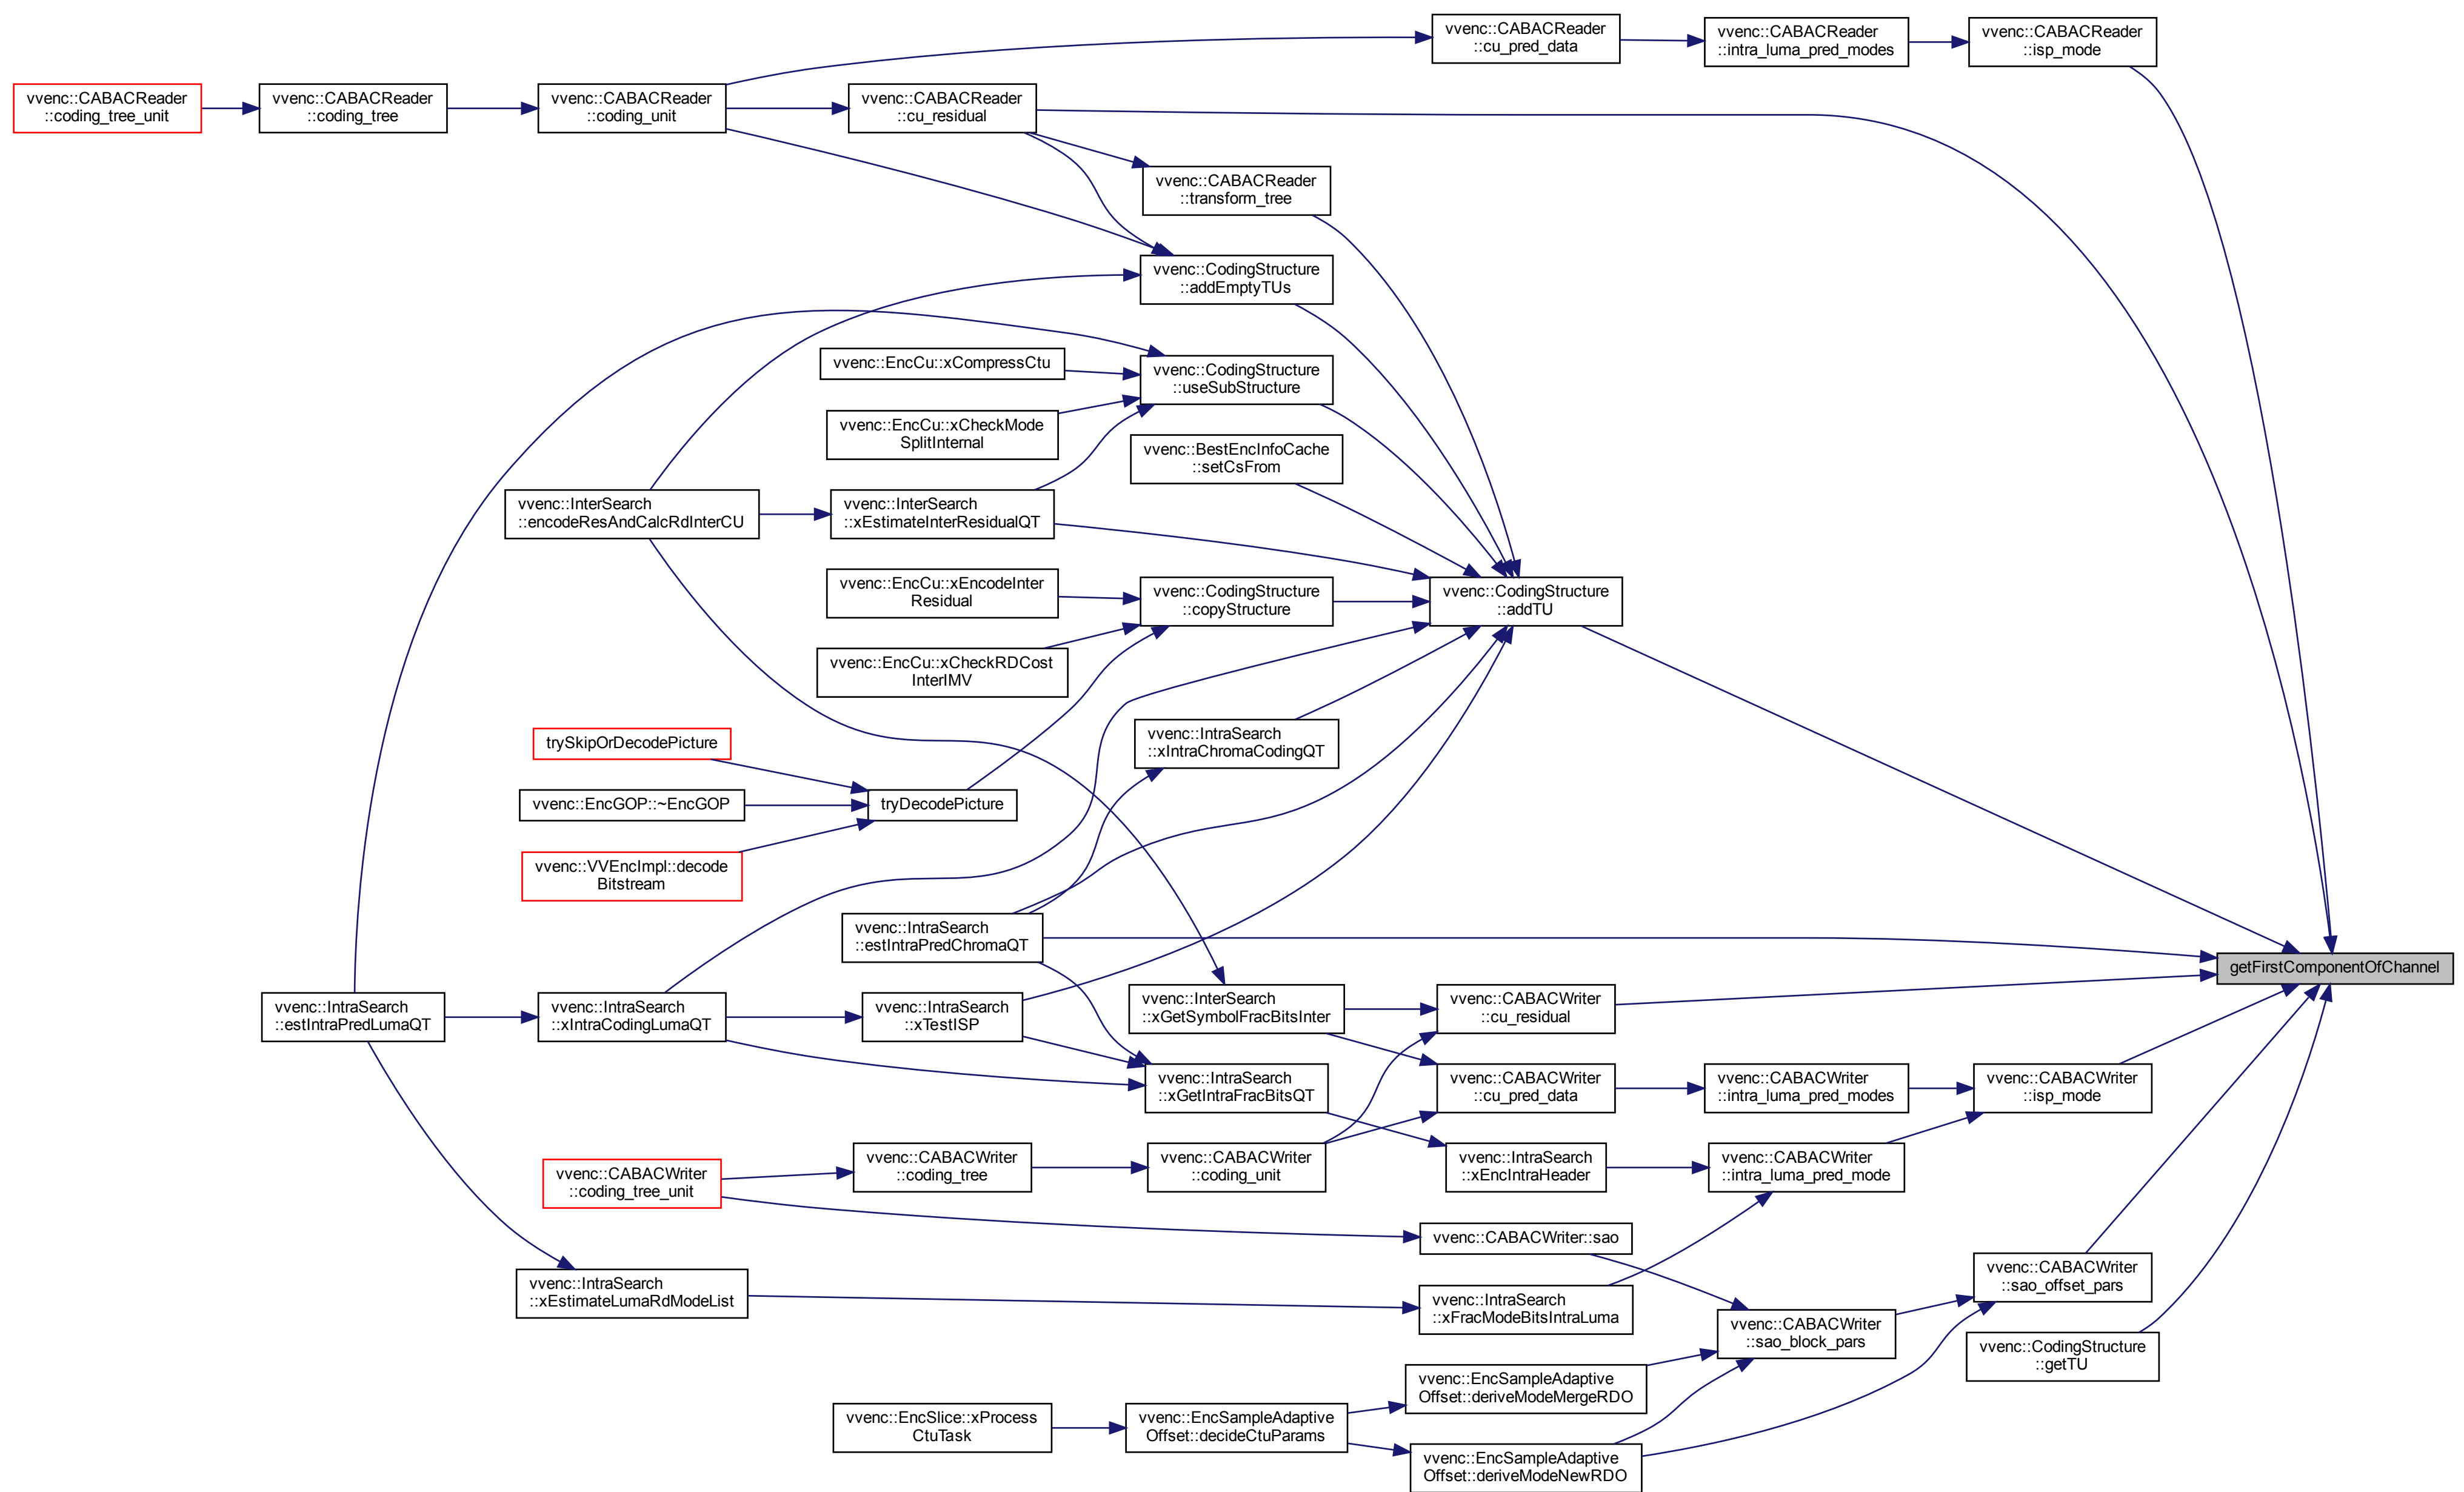 vvenc::CABACReader
::cu_pred_data
vvenc::CABACReader
::intra_luma_pred_modes
vvenc::CABACReader
::isp_mode
vvenc::CABACReader
::coding_tree_unit
vvenc::CABACReader
::coding_tree
vvenc::CABACReader
::coding_unit
vvenc::CABACReader
::cu_residual
vvenc::CABACReader
::transform_tree
vvenc::CodingStructure
::addEmptyTUs
vvenc::EncCu::xCompressCtu
vvenc::CodingStructure
::useSubStructure
vvenc::EncCu::xCheckMode
SplitInternal
vvenc::BestEncInfoCache
::setCsFrom
vvenc::InterSearch
::encodeResAndCalcRdInterCU
vvenc::InterSearch
::xEstimateInterResidualQT
vvenc::EncCu::xEncodeInter
Residual
vvenc::CodingStructure
::copyStructure
vvenc::CodingStructure
::addTU
vvenc::EncCu::xCheckRDCost
InterIMV
trySkipOrDecodePicture
vvenc::IntraSearch
::xIntraChromaCodingQT
vvenc::EncGOP::~EncGOP
tryDecodePicture
vvenc::VVEncImpl::decode
Bitstream
vvenc::IntraSearch
::estIntraPredChromaQT
getFirstComponentOfChannel
vvenc::IntraSearch
::estIntraPredLumaQT
vvenc::IntraSearch
::xIntraCodingLumaQT
vvenc::IntraSearch
::xTestISP
vvenc::InterSearch
::xGetSymbolFracBitsInter
vvenc::CABACWriter
::cu_residual
vvenc::IntraSearch
::xGetIntraFracBitsQT
vvenc::CABACWriter
::cu_pred_data
vvenc::CABACWriter
::intra_luma_pred_modes
vvenc::CABACWriter
::isp_mode
vvenc::CABACWriter
::coding_tree_unit
vvenc::CABACWriter
::coding_tree
vvenc::CABACWriter
::coding_unit
vvenc::IntraSearch
::xEncIntraHeader
vvenc::CABACWriter
::intra_luma_pred_mode
vvenc::CABACWriter::sao
vvenc::IntraSearch
::xEstimateLumaRdModeList
vvenc::IntraSearch
::xFracModeBitsIntraLuma
vvenc::CABACWriter
::sao_offset_pars
vvenc::CABACWriter
::sao_block_pars
vvenc::CodingStructure
::getTU
vvenc::EncSampleAdaptive
Offset::deriveModeMergeRDO
vvenc::EncSlice::xProcess
CtuTask
vvenc::EncSampleAdaptive
Offset::decideCtuParams
vvenc::EncSampleAdaptive
Offset::deriveModeNewRDO